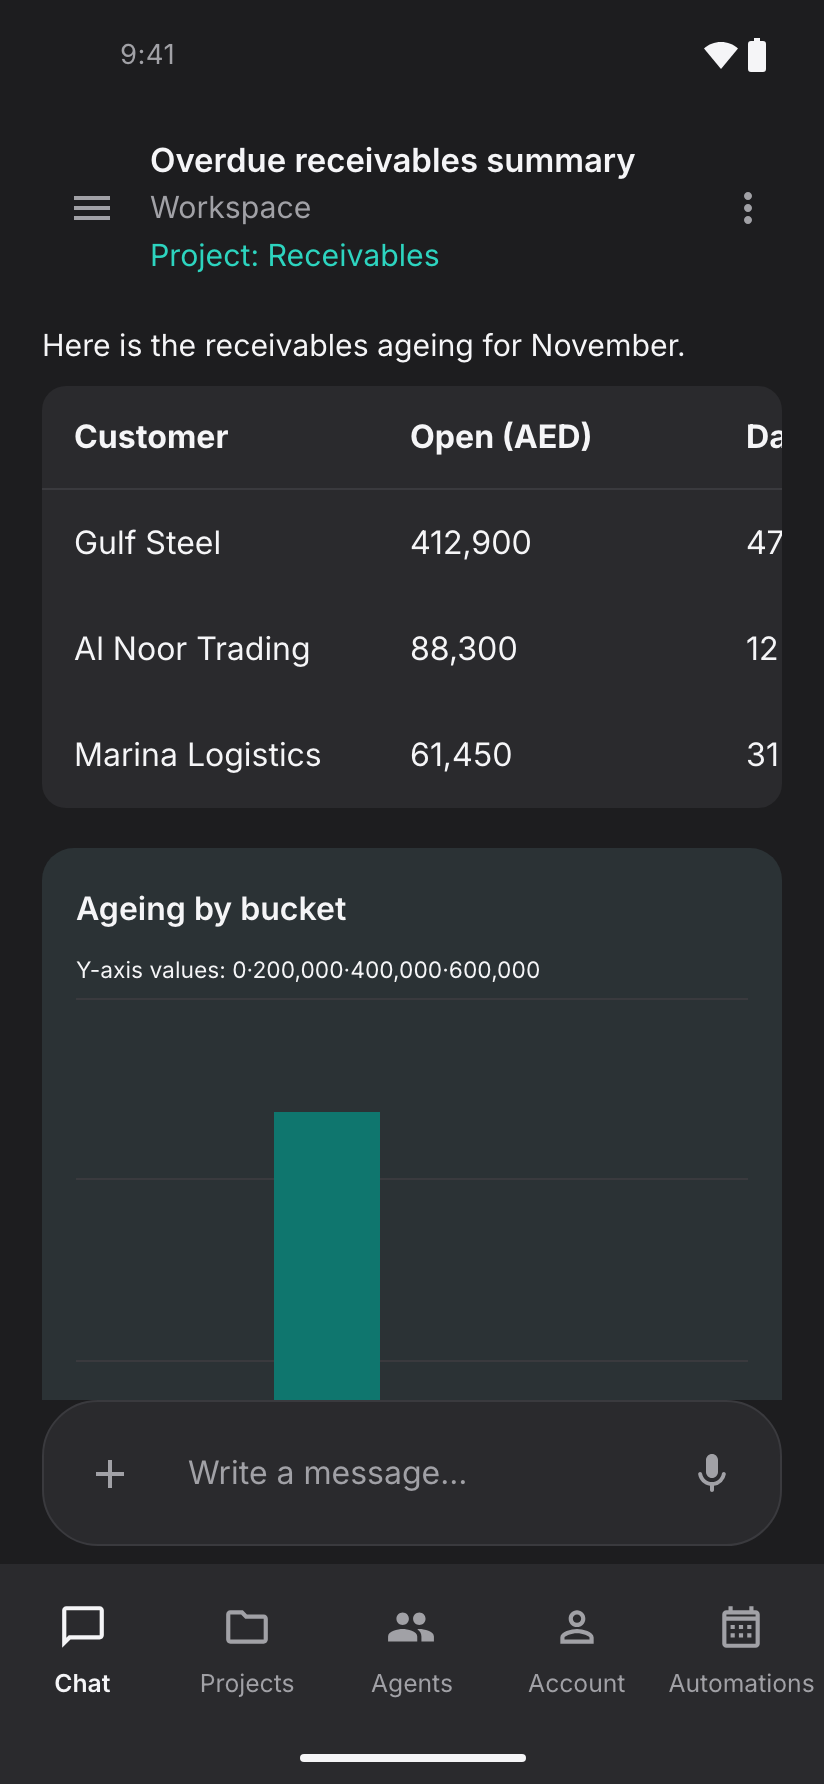 9:41
Overdue receivables summary
Workspace
Project: Receivables
Here is the receivables ageing for November.
Customer Open (AED) Da
Gulf Steel 412,900 47
Al Noor Trading 88,300 12
Marina Logistics 61,450 31
Ageing by bucket
Y-axis values: 0·200,000·400,000·600,000
Write a message...
Chat Projects Agents Account Automations